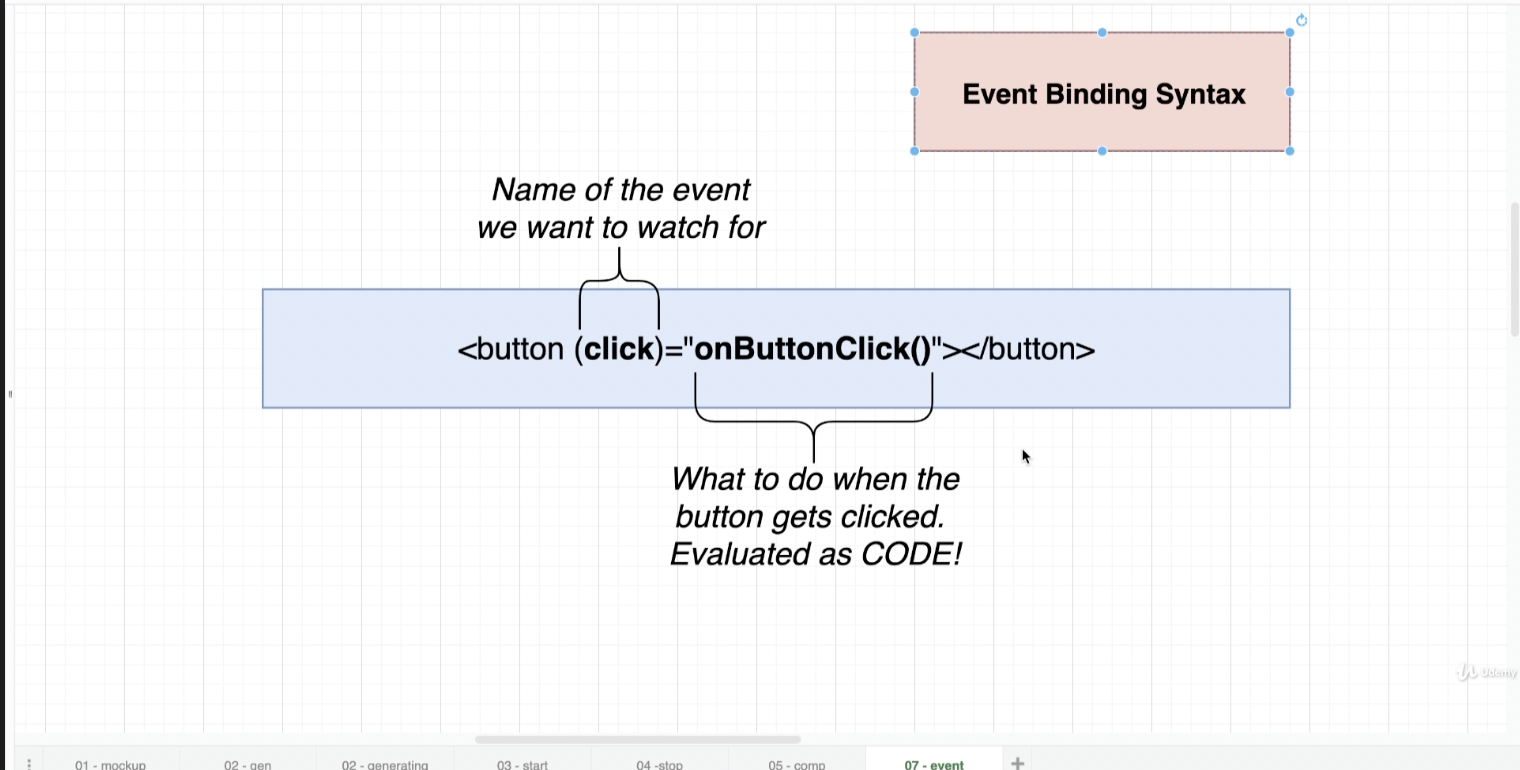 Event Binding Syntax
Name of the event
we want to watch for
<button (click)="onButtonClick()"></button>
What to do when the
button gets clicked.
Evaluated as CODE!
Udemy
01 - mockup
02 - gen
02 - generating
03 - start
04 -stop
05 - comp
07 - event